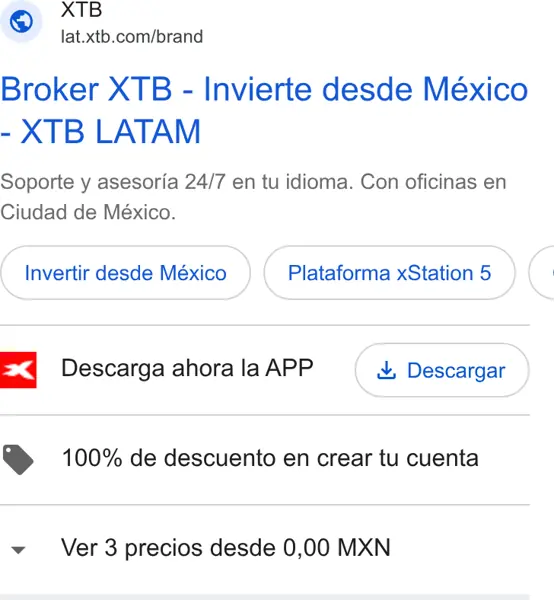 XTB
lat.xtb.com/brand
Broker XTB - Invierte desde México
- XTB LATAM
Soporte y asesoría 24/7 en tu idioma. Con oficinas en
Ciudad de México.
Invertir desde México
Plataforma xStation 5
Descarga ahora la APP
Descargar
100% de descuento en crear tu cuenta
Ver 3 precios desde 0,00 MXN